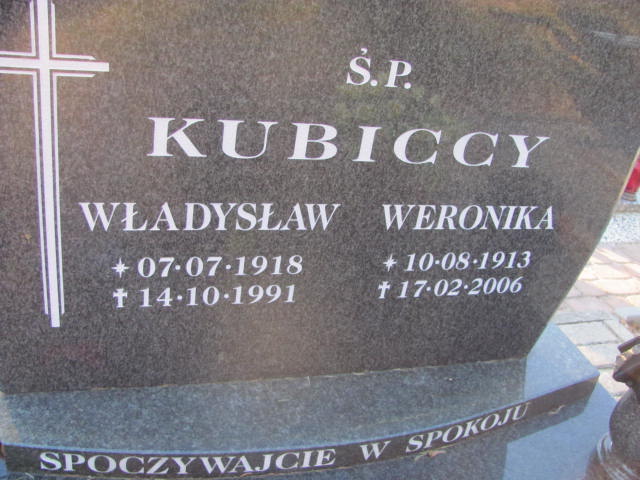 Ś.P.
KUBICCY
WŁADYSŁAW WERONIKA
* 07·07·1918 * 10·08·1913
✝ 14·10·1991 ✝ 17·02·2006
SPOCZYWAJCIE W SPOKOJU